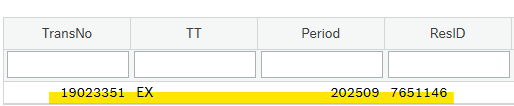 TransNo TT Period ResID
19023351 EX 202509 7651146